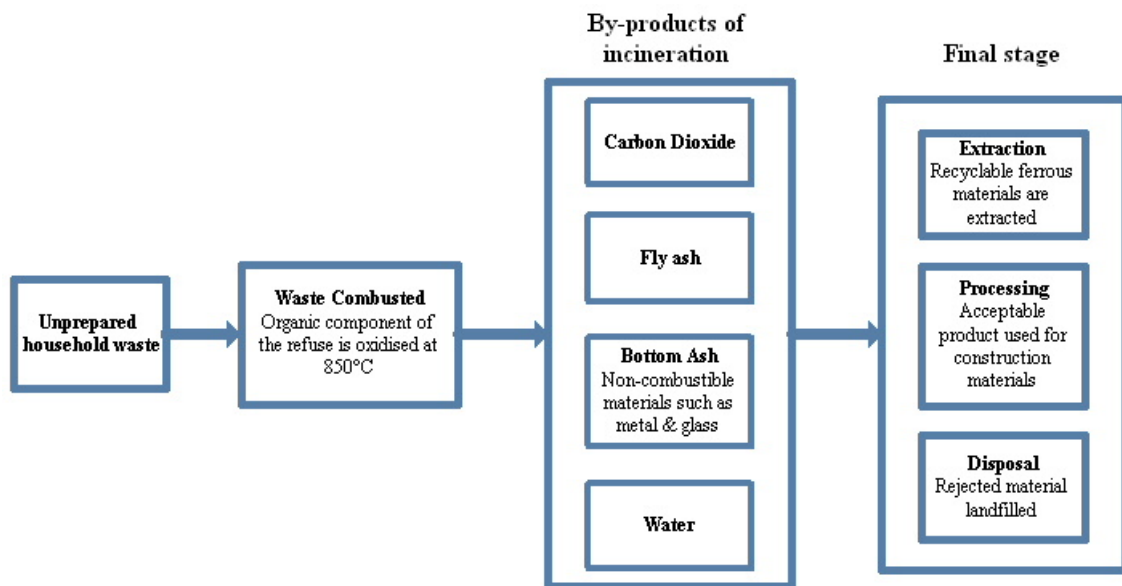 Unprepared
household waste
Waste Combusted
Organic component of
the refuse is oxidised at
850°C
By-products of
incineration
Carbon Dioxide
Fly ash
Bottom Ash
Non-combustible
materials such as
metal & glass
Water
Final stage
Extraction
Recyclable ferrous
materials are
extracted
Processing
Acceptable
product used for
construction
materials
Disposal
Rejected material
landfilled